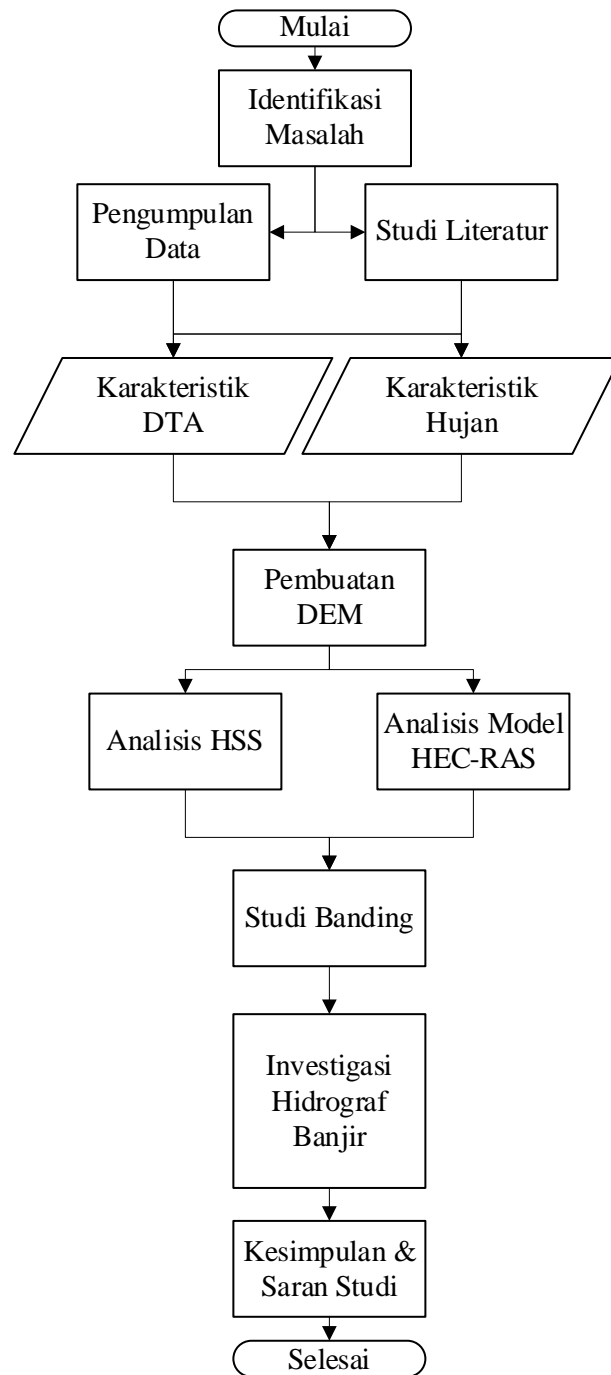 Mulai
Identifikasi
Masalah
Pengumpulan
Data
Studi Literatur
Karakteristik
DTA
Karakteristik
Hujan
Pembuatan
DEM
Analisis HSS
Analisis Model
HEC-RAS
Studi Banding
Investigasi
Hidrograf
Banjir
Kesimpulan &
Saran Studi
Selesai